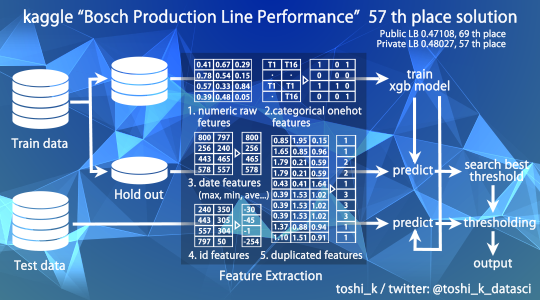 kaggle “Bosch Production Line Performance” 57 th place solution
Public LB 0.47108, 69 th place
Private LB 0.48027, 57 th place
Train data
Hold out
Test data
0.41 0.67 0.29
0.78 0.54 0.15
0.57 0.33 0.84
0.39 0.48 0.05
1. numeric raw
fetures
T1 T16
· ·
T1 T1
· T16
1 0 1
0 0 0
1 0 1
0 0 1
2.categorical onehot
features
800 797
256 240
443 465
578 557
800
256
465
578
3. date features
(max, min, ave...)
240 350
443 305
557 304
797 50
-30
-45
-1
-254
4. id features
0.85 1.95 0.15
1.65 0.85 0.96
1.79 0.21 0.59
1.79 0.21 0.59
0.43 0.41 1.64
0.39 1.53 1.02
0.39 1.53 1.02
0.39 1.53 1.02
1.37 0.88 0.94
1.10 1.51 0.91
1
1
2
2
1
3
3
3
1
1
5. duplicated features
Feature Extraction
train
xgb model
predict
search best
threshold
predict
thresholding
output
toshi_k / twitter: @toshi_k_datasci